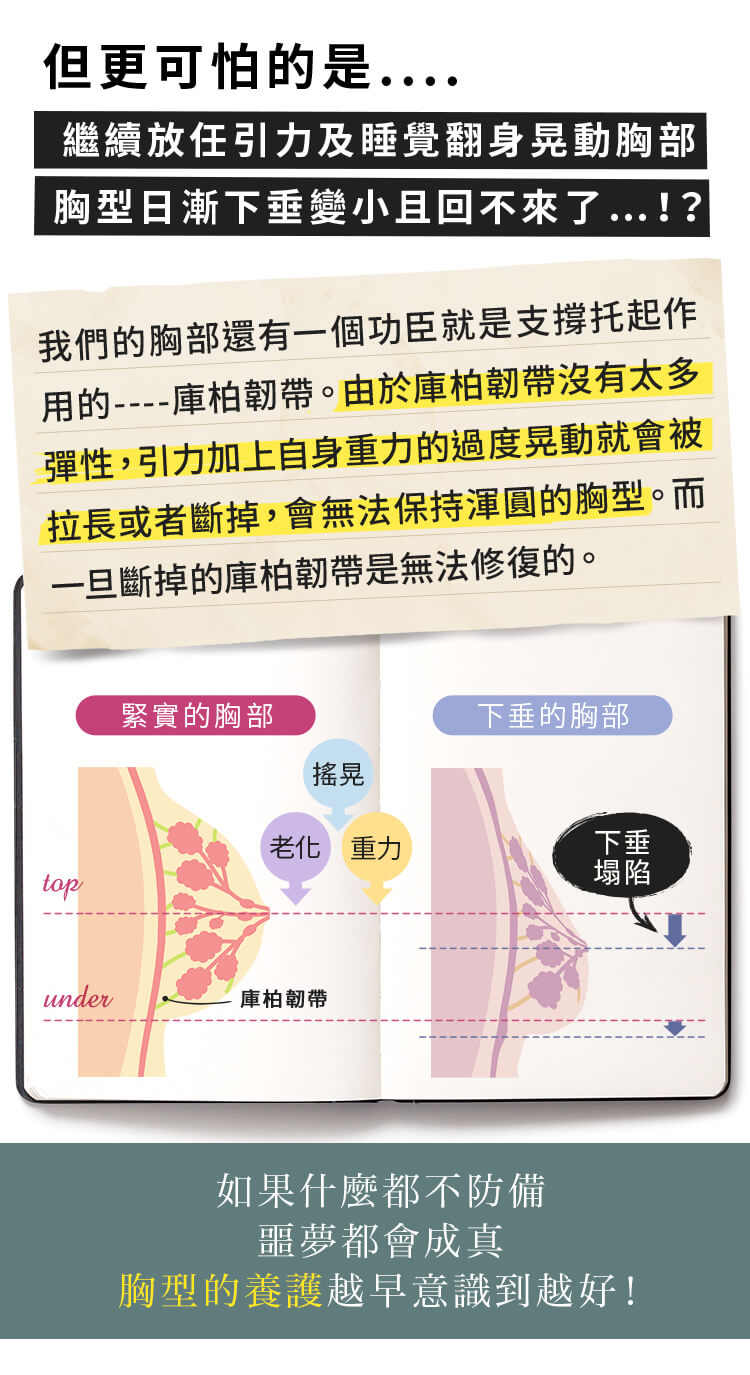 但更可怕的是....
繼續放任引力及睡覺翻身晃動胸部
胸型日漸下垂變小且回不來了...!?
我們的胸部還有一個功臣就是支撐托起作
用的----庫柏韌帶。由於庫柏韌帶沒有太多
彈性，引力加上自身重力的過度晃動就會被
拉長或者斷掉，會無法保持渾圓的胸型。而
一旦斷掉的庫柏韌帶是無法修復的。
緊實的胸部
下垂的胸部
搖晃
老化
重力
下垂
塌陷
top
under
庫柏韌帶
如果什麼都不防備
噩夢都會成真
胸型的養護越早意識到越好!